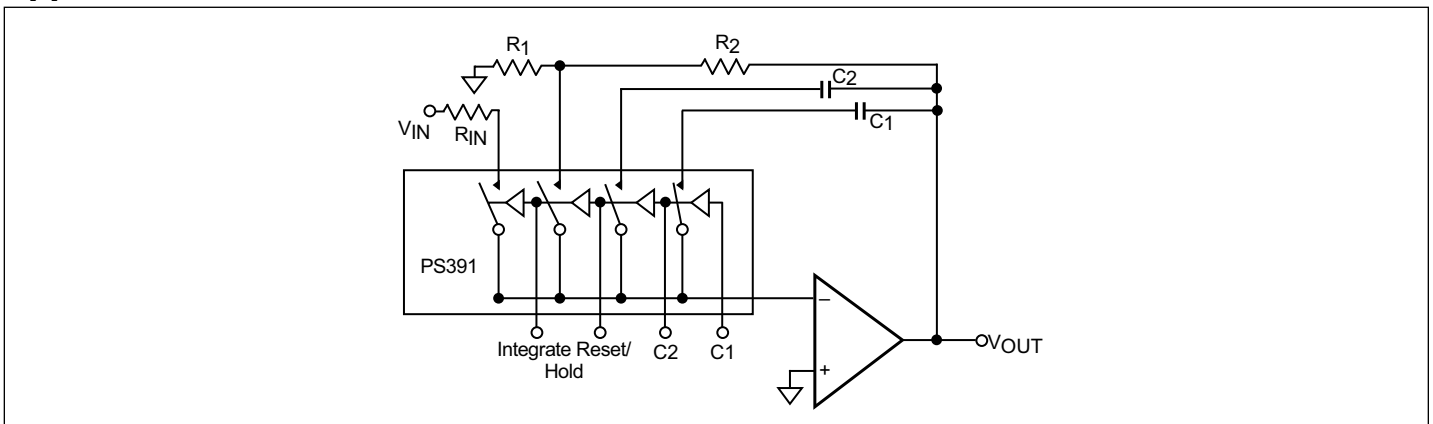 R1
R2
C2
C1
VIN
RIN
PS391
–
+
VOUT
Integrate Reset/
Hold
C2
C1